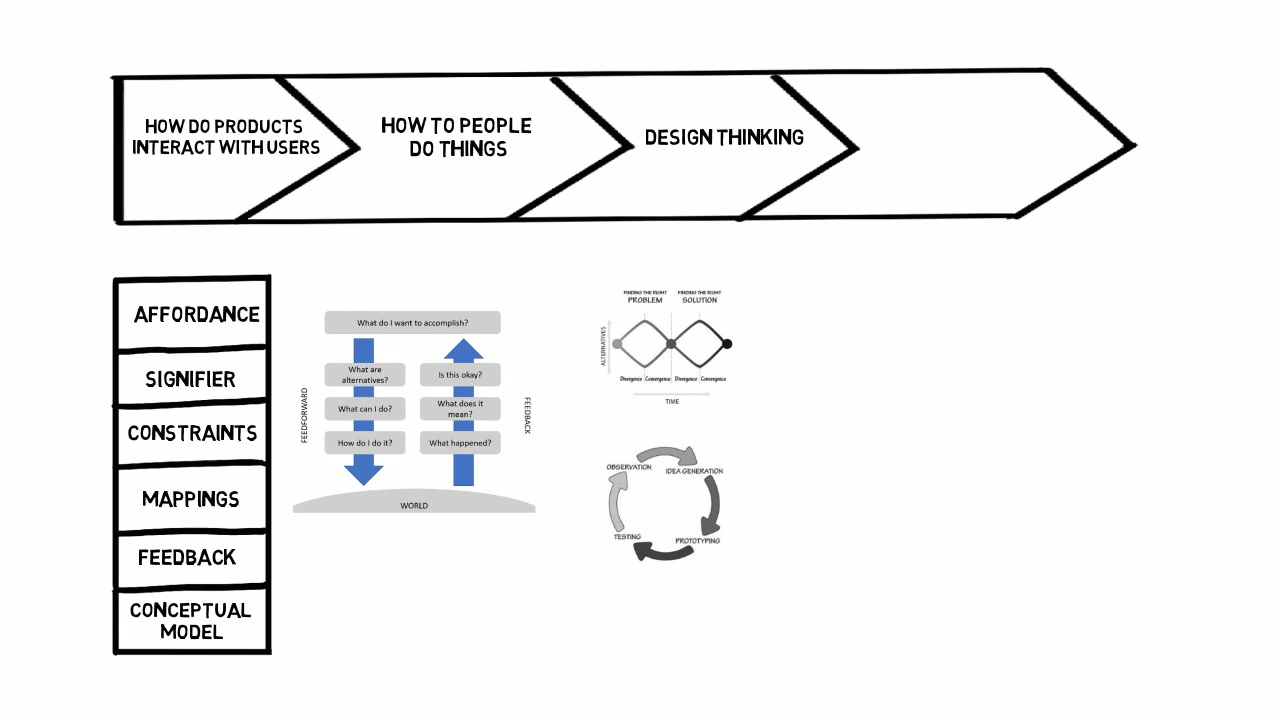 HOW DO PRODUCTS
INTERACT WITH USERS
HOW TO PEOPLE
DO THINGS
DESIGN THINKING
AFFORDANCE
SIGNIFIER
CONSTRAINTS
MAPPINGS
FEEDBACK
CONCEPTUAL
MODEL
What do I want to accomplish?
What are
alternatives?
What can I do?
How do I do it?
Is this okay?
What does it
mean?
What happened?
FEEDFORWARD
FEEDBACK
WORLD
FINDING THE RIGHT
PROBLEM
FINDING THE RIGHT
SOLUTION
ALTERNATIVES
Divergence Convergence Divergence Convergence
TIME
OBSERVATION
IDEA GENERATION
TESTING
PROTOTYPING